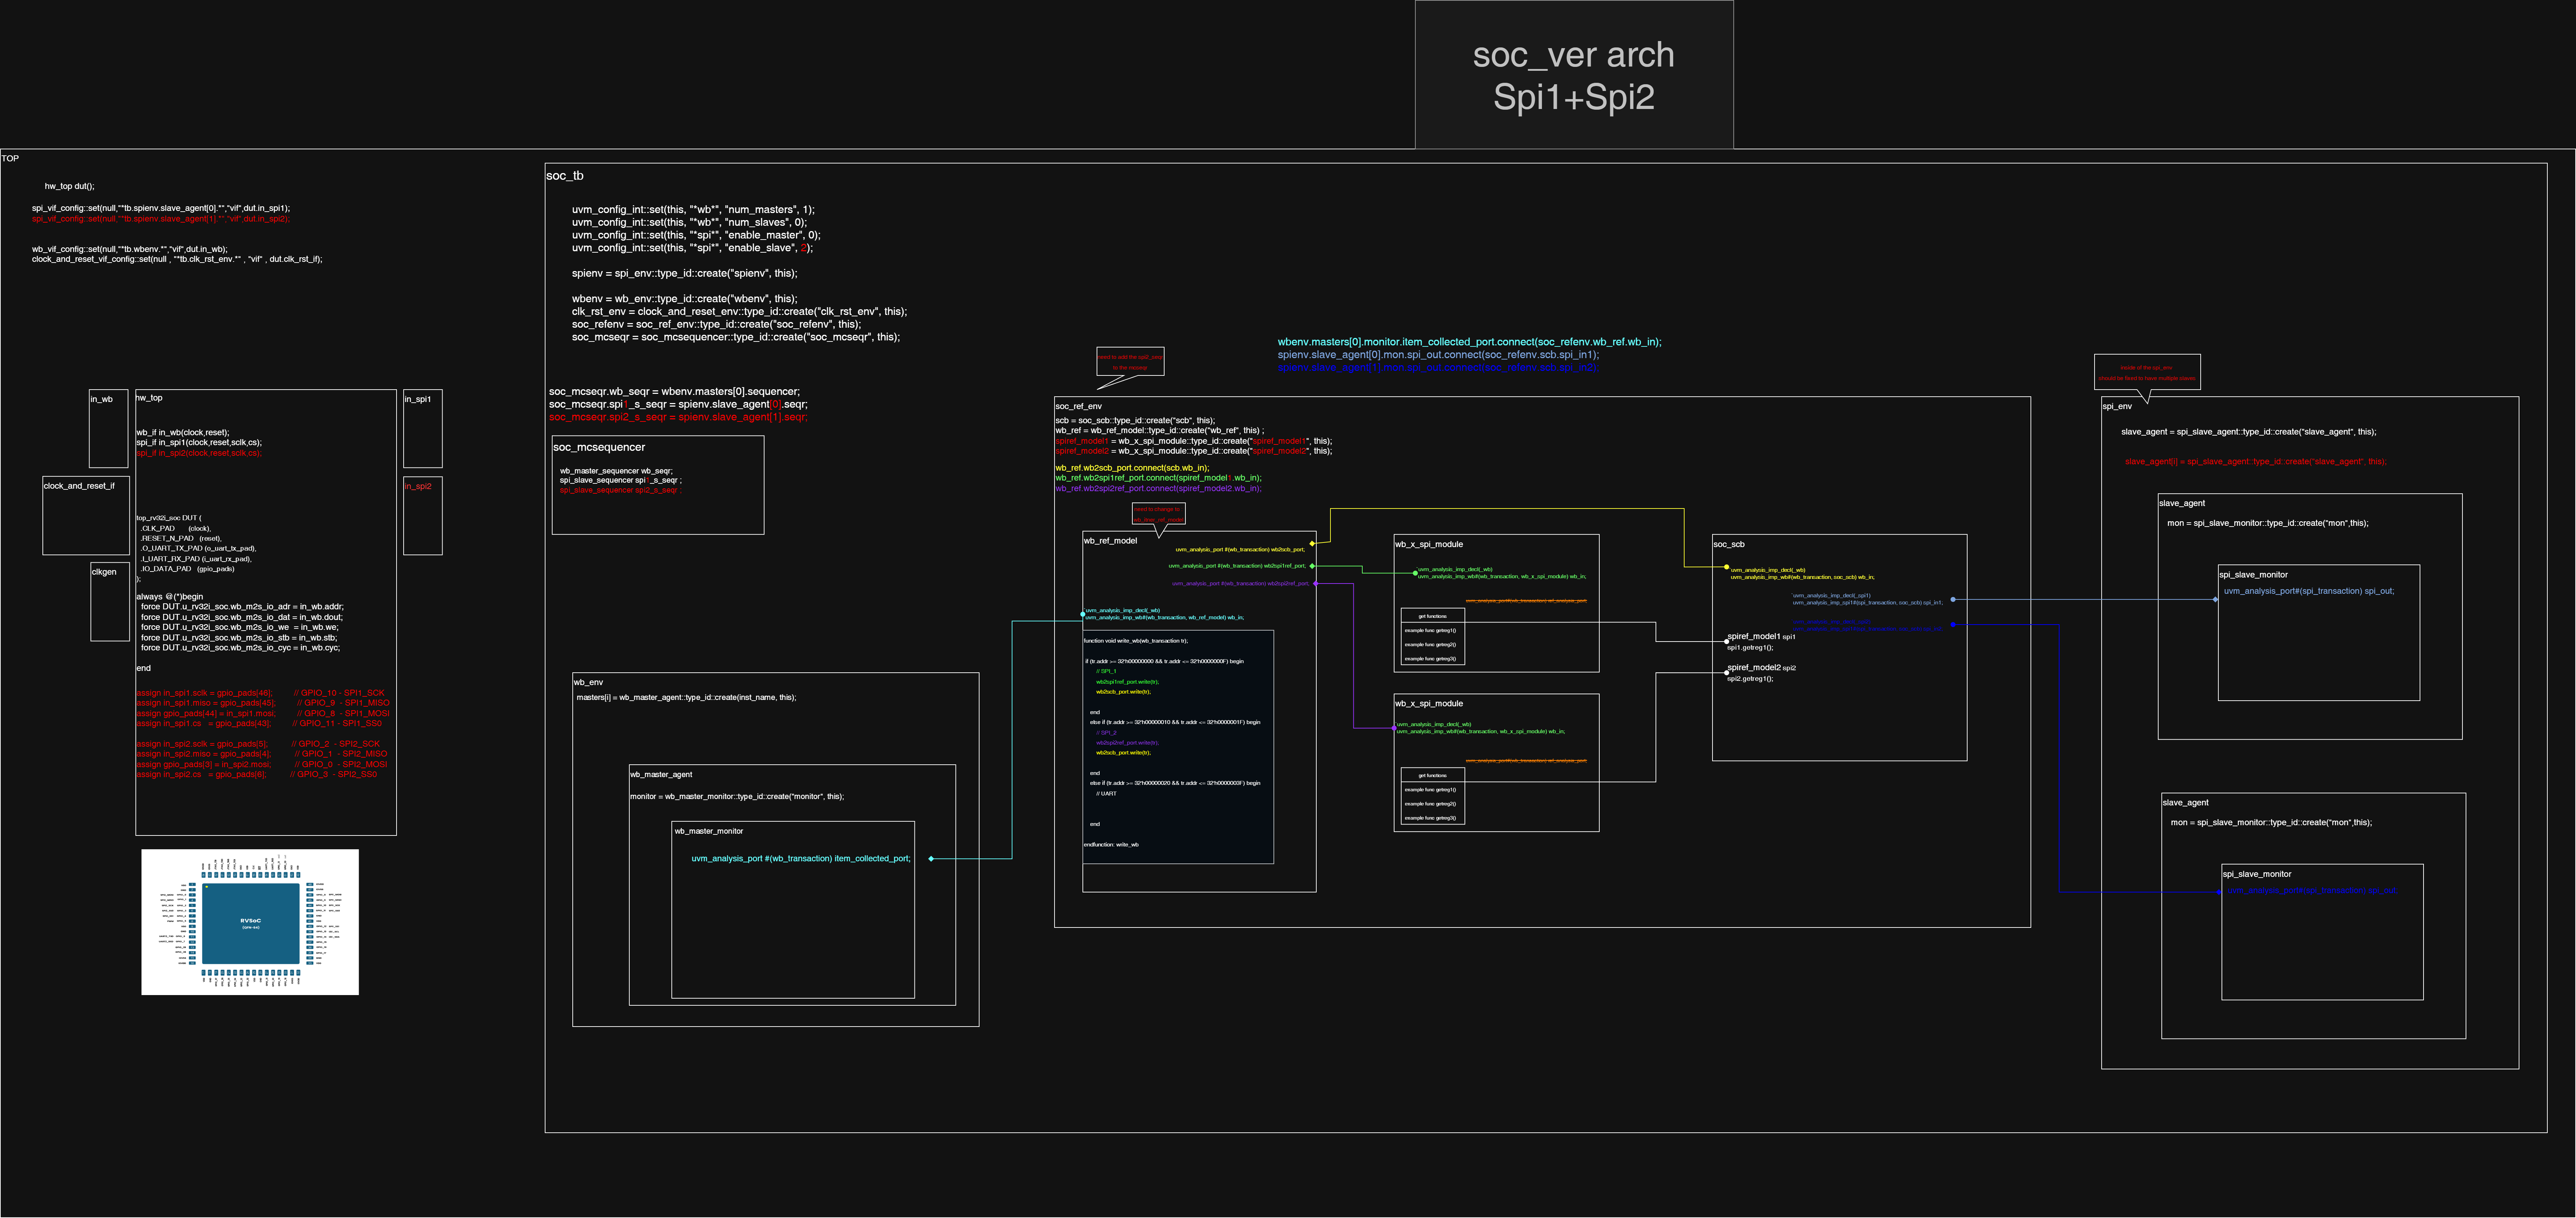 soc_ver arch
Spi1+Spi2
TOP
hw_top dut();
spi_vif_config::set(null,"*tb.spienv.slave_agent[0].*","vif",dut.in_spi1);
spi_vif_config::set(null,"*tb.spienv.slave_agent[1].*","vif",dut.in_spi2);
wb_vif_config::set(null,"*tb.wbenv.*","vif",dut.in_wb);
clock_and_reset_vif_config::set(null , "*tb.clk_rst_env.*" , "vif" , dut.clk_rst_if);
in_wb
clock_and_reset_if
clkgen
in_spi1
in_spi2
hw_top
wb_if in_wb(clock,reset);
spi_if in_spi1(clock,reset,sclk,cs);
spi_if in_spi2(clock,reset,sclk,cs);
top_rv32i_soc DUT (
.CLK_PAD (clock),
.RESET_N_PAD (reset),
.O_UART_TX_PAD (o_uart_tx_pad),
.I_UART_RX_PAD (i_uart_rx_pad),
.IO_DATA_PAD (gpio_pads)
);
always @(*)begin
force DUT.u_rv32i_soc.wb_m2s_io_adr = in_wb.addr;
force DUT.u_rv32i_soc.wb_m2s_io_dat = in_wb.dout;
force DUT.u_rv32i_soc.wb_m2s_io_we = in_wb.we;
force DUT.u_rv32i_soc.wb_m2s_io_stb = in_wb.stb;
force DUT.u_rv32i_soc.wb_m2s_io_cyc = in_wb.cyc;
end
assign in_spi1.sclk = gpio_pads[46]; // GPIO_10 - SPI1_SCK
assign in_spi1.miso = gpio_pads[45]; // GPIO_9 - SPI1_MISO
assign gpio_pads[44] = in_spi1.mosi; // GPIO_8 - SPI1_MOSI
assign in_spi1.cs = gpio_pads[43]; // GPIO_11 - SPI1_SS0
assign in_spi2.sclk = gpio_pads[5]; // GPIO_2 - SPI2_SCK
assign in_spi2.miso = gpio_pads[4]; // GPIO_1 - SPI2_MISO
assign gpio_pads[3] = in_spi2.mosi; // GPIO_0 - SPI2_MOSI
assign in_spi2.cs = gpio_pads[6]; // GPIO_3 - SPI2_SS0
RVSoC
(QFN-64)
soc_tb
uvm_config_int::set(this, "*wb*", "num_masters", 1);
uvm_config_int::set(this, "*wb*", "num_slaves", 0);
uvm_config_int::set(this, "*spi*", "enable_master", 0);
uvm_config_int::set(this, "*spi*", "enable_slave", 2);
spienv = spi_env::type_id::create("spienv", this);
wbenv = wb_env::type_id::create("wbenv", this);
clk_rst_env = clock_and_reset_env::type_id::create("clk_rst_env", this);
soc_refenv = soc_ref_env::type_id::create("soc_refenv", this);
soc_mcseqr = soc_mcsequencer::type_id::create("soc_mcseqr", this);
soc_mcseqr.wb_seqr = wbenv.masters[0].sequencer;
soc_mcseqr.spi1_s_seqr = spienv.slave_agent[0].seqr;
soc_mcseqr.spi2_s_seqr = spienv.slave_agent[1].seqr;
soc_mcsequencer
wb_master_sequencer wb_seqr;
spi_slave_sequencer spi1_s_seqr ;
spi_slave_sequencer spi2_s_seqr ;
wb_env
masters[i] = wb_master_agent::type_id::create(inst_name, this);
wb_master_agent
monitor = wb_master_monitor::type_id::create("monitor", this);
wb_master_monitor
uvm_analysis_port #(wb_transaction) item_collected_port;
wbenv.masters[0].monitor.item_collected_port.connect(soc_refenv.wb_ref.wb_in);
spienv.slave_agent[0].mon.spi_out.connect(soc_refenv.scb.spi_in1);
spienv.slave_agent[1].mon.spi_out.connect(soc_refenv.scb.spi_in2);
need to add the spi2
to the
soc_ref_env
scb = soc_scb::type_id::create("scb", this);
wb_ref = wb_ref_model::type_id::create("wb_ref", this) ;
spiref_model1 = wb_x_spi_module::type_id::create("spiref_model1", this);
spiref_model2 = wb_x_spi_module::type_id::create("spiref_model2", this);
wb_ref.wb2scb_port.connect(scb.wb_in);
wb_ref.wb2spi1ref_port.connect(spiref_model1.wb_in);
wb_ref.wb2spi2ref_port.connect(spiref_model2.wb_in);
need to change to
wb_ref_model
uvm_analysis_port #(wb_transaction) wb2scb_port;
uvm_analysis_port #(wb_transaction) wb2spi1ref_port;
uvm_analysis_port #(wb_transaction) wb2spi2ref_port;
`uvm_analysis_imp_decl(_wb)
uvm_analysis_imp_wb#(wb_transaction, wb_ref_model) wb_in;
function void write_wb(wb_transaction tr);
if (tr.addr >= 32'h00000000 && tr.addr <= 32'h0000000F) begin
// SPI_1
wb2spi1ref_port.write(tr);
wb2scb_port.write(tr);
end
else if (tr.addr >= 32'h00000010 && tr.addr <= 32'h0000001F) begin
// SPI_2
wb2spi2ref_port.write(tr);
wb2scb_port.write(tr);
end
else if (tr.addr >= 32'h00000020 && tr.addr <= 32'h0000003F) begin
// UART
end
endfunction: write_wb
wb_x_spi_module
`uvm_analysis_imp_decl(_wb)
uvm_analysis_imp_wb#(wb_transaction, wb_x_spi_module) wb_in;
uvm_analysis_port#(wb_transaction) ref_analysis_port;
get functions
example func getreg1()
example func getreg2()
example func getreg3()
wb_x_spi_module
`uvm_analysis_imp_decl(_wb)
uvm_analysis_imp_wb#(wb_transaction, wb_x_spi_module) wb_in;
uvm_analysis_port#(wb_transaction) ref_analysis_port;
get functions
example func getreg1()
example func getreg2()
example func getreg3()
soc_scb
`uvm_analysis_imp_decl(_wb)
uvm_analysis_imp_wb#(wb_transaction, soc_scb) wb_in;
`uvm_analysis_imp_decl(_spi1)
uvm_analysis_imp_spi1#(spi_transaction, soc_scb) spi_in1;
spiref_model1 spi1
spi1.getreg1();
spiref_model2 spi2
spi2.getreg1();
inside of the spi_env
should be fixed to have multiple slaves
spi_env
slave_agent = spi_slave_agent::type_id::create("slave_agent", this);
slave_agent[i] = spi_slave_agent::type_id::create("slave_agent", this);
slave_agent
mon = spi_slave_monitor::type_id::create("mon",this);
spi_slave_monitor
uvm_analysis_port#(spi_transaction) spi_out;
slave_agent
mon = spi_slave_monitor::type_id::create("mon",this);
spi_slave_monitor
uvm_analysis_port#(spi_transaction) spi_out;